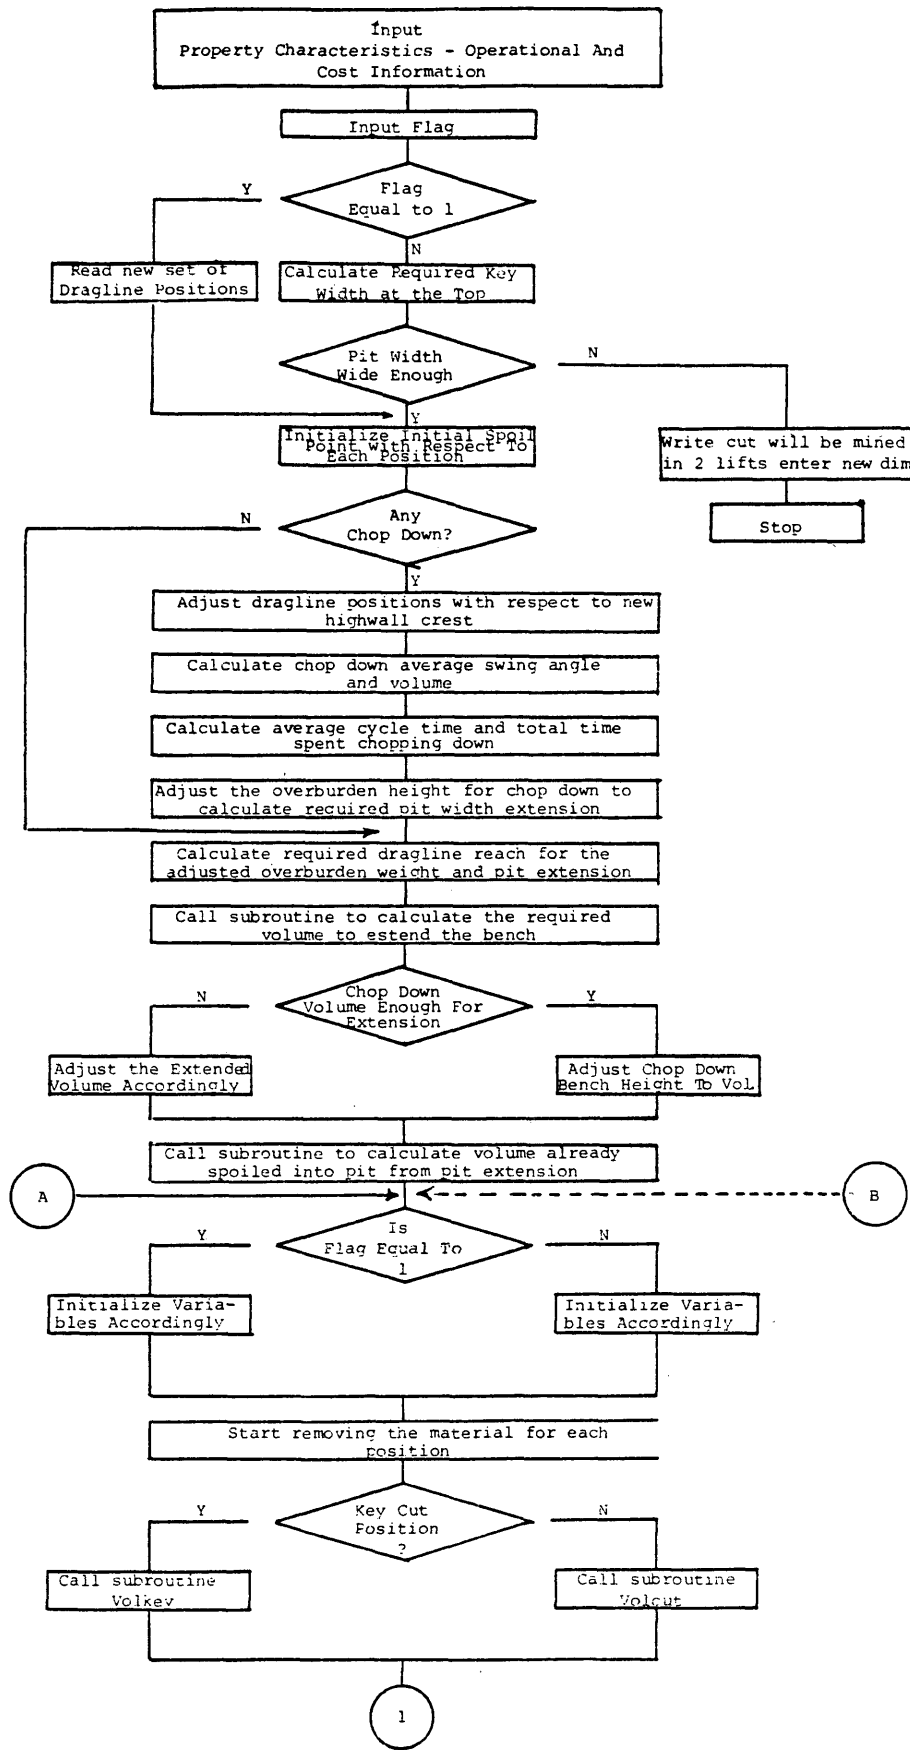 Input
Property Characteristics - Operational And
Cost Information
Input Flag
Flag
Equal to 1
Y
N
Read new set of
Dragline Positions
Calculate Required Key
Width at the Top
Pit Width
Wide Enough
N
Y
Initialize Initial Spoil
Point with Respect To
Each Position
Write cut will be mined
in 2 lifts enter new dim
Stop
Any
Chop Down?
N
Y
Adjust dragline positions with respect to new
highwall crest
Calculate chop down average swing angle
and volume
Calculate average cycle time and total time
spent chopping down
Adjust the overburden height for chop down to
calculate required pit width extension
Calculate required dragline reach for the
adjusted overburden weight and pit extension
Call subroutine to calculate the required
volume to estend the bench
Chop Down
Volume Enough For
Extension
N
Y
Adjust the Extended
Volume Accordingly
Adjust Chop Down
Bench Height To Vol.
Call subroutine to calculate volume already
spoiled into pit from pit extension
A
B
Is
Flag Equal To
1
Y
N
Initialize Varia-
bles Accordingly
Initialize Varia-
bles Accordingly
Start removing the material for each
position
Key Cut
Position
?
Y
N
Call subroutine
Volkev
Call subroutine
Volcut
1